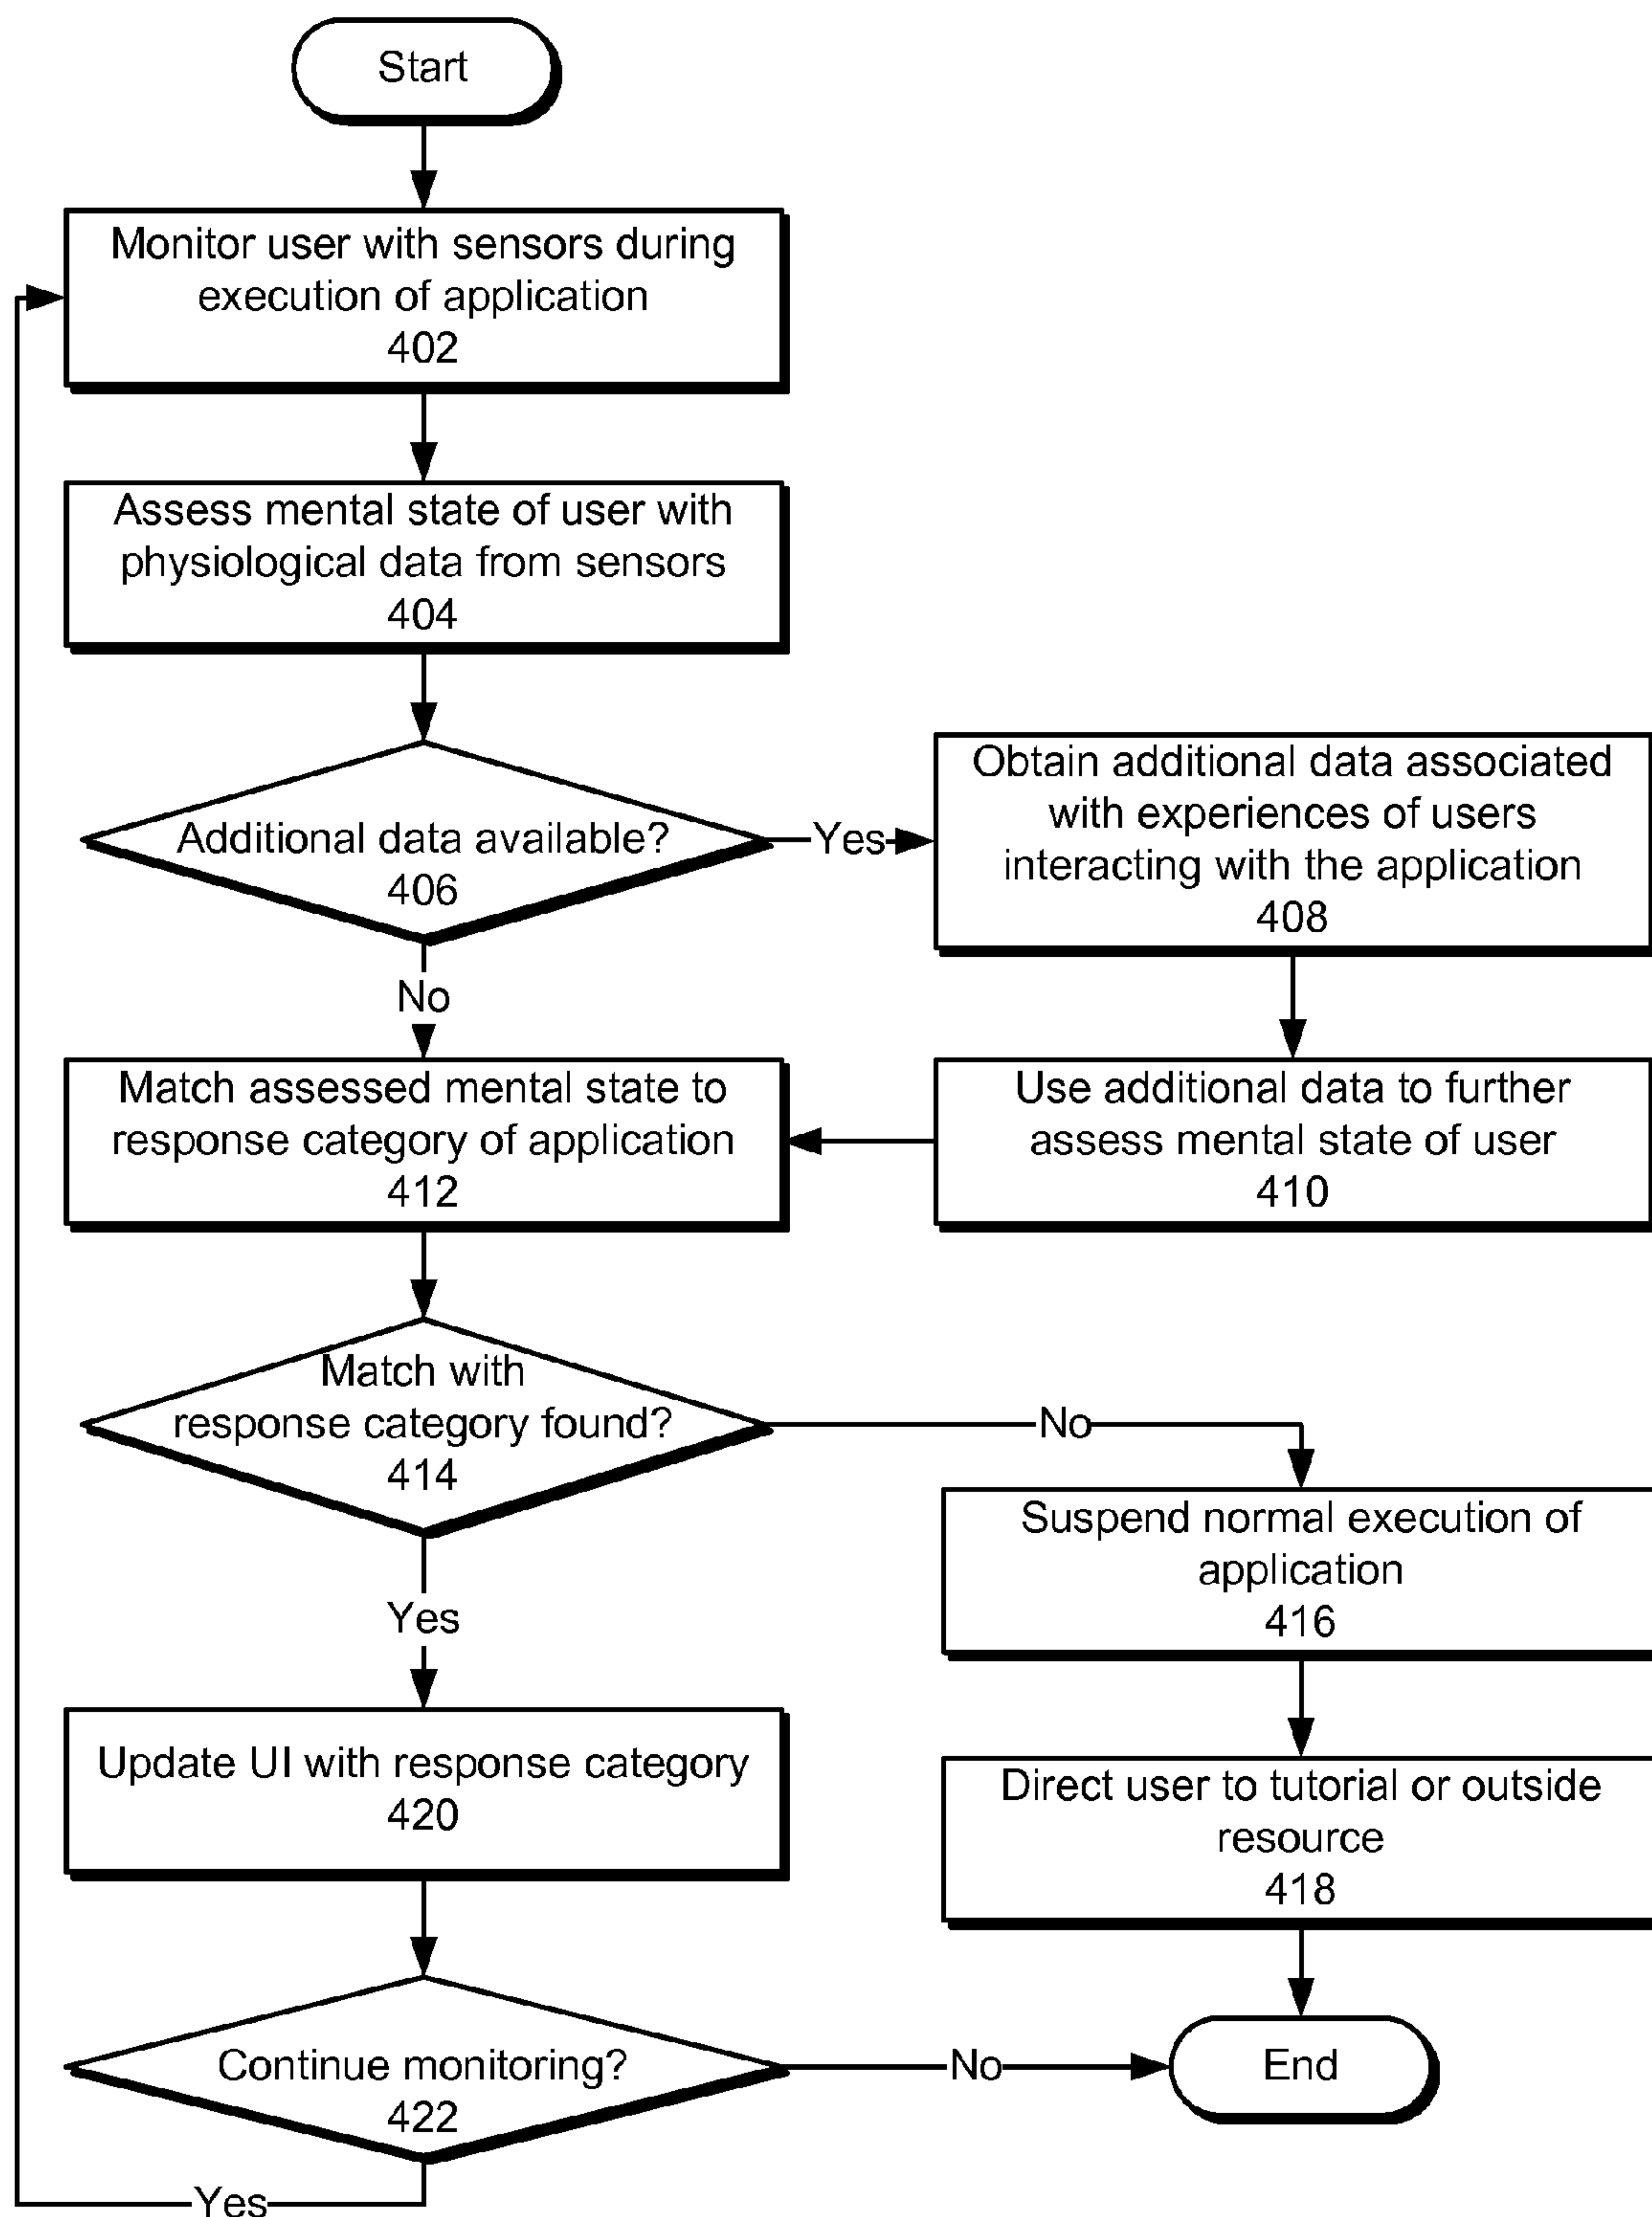 Start
Monitor user with sensors during
execution of application
402
Assess mental state of user with
physiological data from sensors
404
Additional data available?
406
Yes
Obtain additional data associated
with experiences of users
interacting with the application
408
No
Match assessed mental state to
response category of application
412
Use additional data to further
assess mental state of user
410
Match with
response category found?
414
No
Suspend normal execution of
application
416
Yes
Update UI with response category
420
Direct user to tutorial or outside
resource
418
Continue monitoring?
422
No
End
Yes